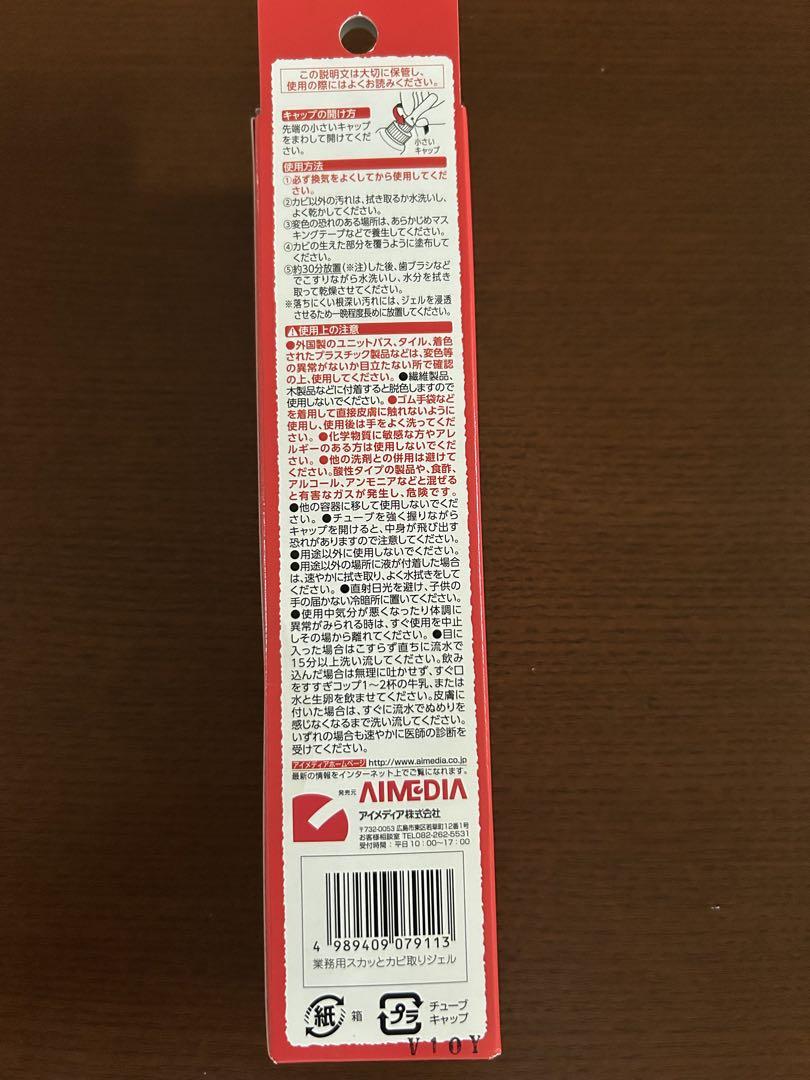 この説明文は大切に保管し、
使用の際にはよくお読みください。
キャップの開け方
先端の小さいキャップ
をまわして開けてくだ
さい。
小さい
キャップ
使用方法
①必ず換気をよくしてから使用してくだ
さい。
②カビ以外の汚れは、拭き取るか水洗いし、
よく乾かしてください。
③変色の恐れのある場所は、あらかじめマス
キングテープなどで養生してください。
④カビの生えた部分を覆うように塗布して
ください。
⑤約30分放置(※注)した後、歯ブラシなど
でこすりながら水洗いし、水分を拭き
取って乾燥させてください。
※落ちにくい根深い汚れには、ジェルを浸透
させるため一晩程度長めに放置してください。
使用上の注意
●外国製のユニットバス、タイル、着色
されたプラスチック製品などは、変色等
の異常がないか目立たない所で確認
の上、使用してください。●繊維製品、
木製品などに付着すると脱色しますので
使用しないでください。●ゴム手袋など
を着用して直接皮膚に触れないように
使用し、使用後は手をよく洗ってくださ
い。●化学物質に敏感な方やアレ
ルギーのある方は使用しないでくださ
い。●他の洗剤との併用は避けて
ください。酸性タイプの製品や、食酢、
アルコール、アンモニアなどと混ぜる
と有害なガスが発生し、危険です。
●他の容器に移して使用しないでくだ
さい。●チューブを強く握りながら
キャップを開けると、中身が飛び出す
恐れがありますので注意してください。
●用途以外に使用しないでください。
●用途以外の場所に液が付着した場合
は、速やかに拭き取り、よく水拭きをして
ください。●直射日光を避け、子供の
手の届かない冷暗所に置いてください。
●使用中気分が悪くなったり体調に
異常がみられる時は、すぐ使用を中止
しその場から離れてください。●目に
入った場合はこすらず直ちに流水で
15分以上洗い流してください。飲み
込んだ場合は無理に吐かせず、すぐ口
をすすぎコップ1〜2杯の牛乳、または
水と生卵を飲ませてください。皮膚に
付いた場合は、すぐに流水でぬめりを
感じなくなるまで洗い流してください。
いずれの場合も速やかに医師の診断を
受けてください。
アイメディアホームページ http://www.aimedia.co.jp
最新の情報をインターネット上でご覧になれます。
発売元 AIMEDIA
アイメディア株式会社
〒732-0053 広島市東区若草町12番1号
お客様相談室 TEL082-262-5531
受付時間：平日10：00〜17：00
4 989409 079113
業務用スカッとカビ取りジェル
紙 箱 プラ チューブ
キャップ
V10Y